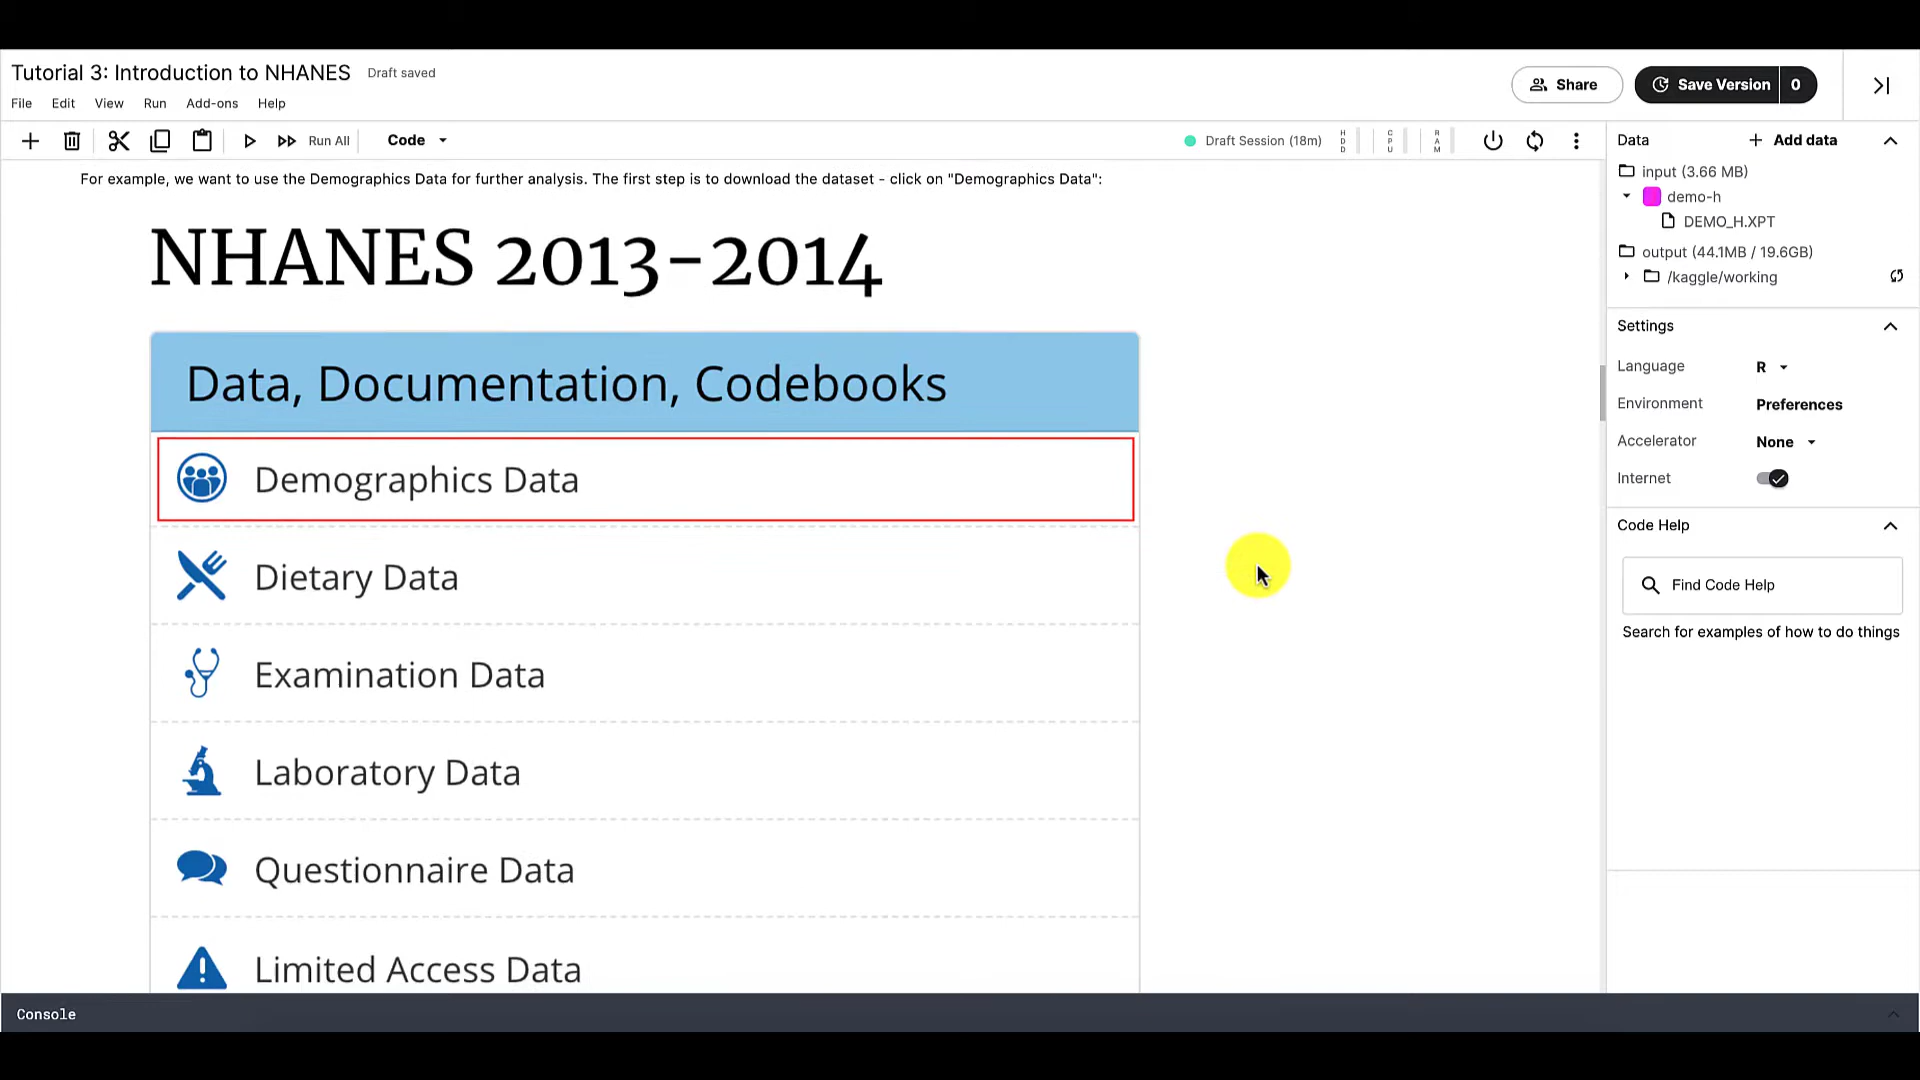 Tutorial 3: Introduction to NHANES Draft saved
Share
Save Version 0
File Edit View Run Add-ons Help
Run All
Code
Draft Session (18m)
HDD
CPU
RAM
Data
Add data
input (3.66 MB)
demo-h
DEMO_H.XPT
output (44.1MB / 19.6GB)
/kaggle/working
Settings
Language R
Environment Preferences
Accelerator None
Internet
Code Help
Find Code Help
Search for examples of how to do things
For example, we want to use the Demographics Data for further analysis. The first step is to download the dataset - click on "Demographics Data":
NHANES 2013-2014
Data, Documentation, Codebooks
Demographics Data
Dietary Data
Examination Data
Laboratory Data
Questionnaire Data
Limited Access Data
Console